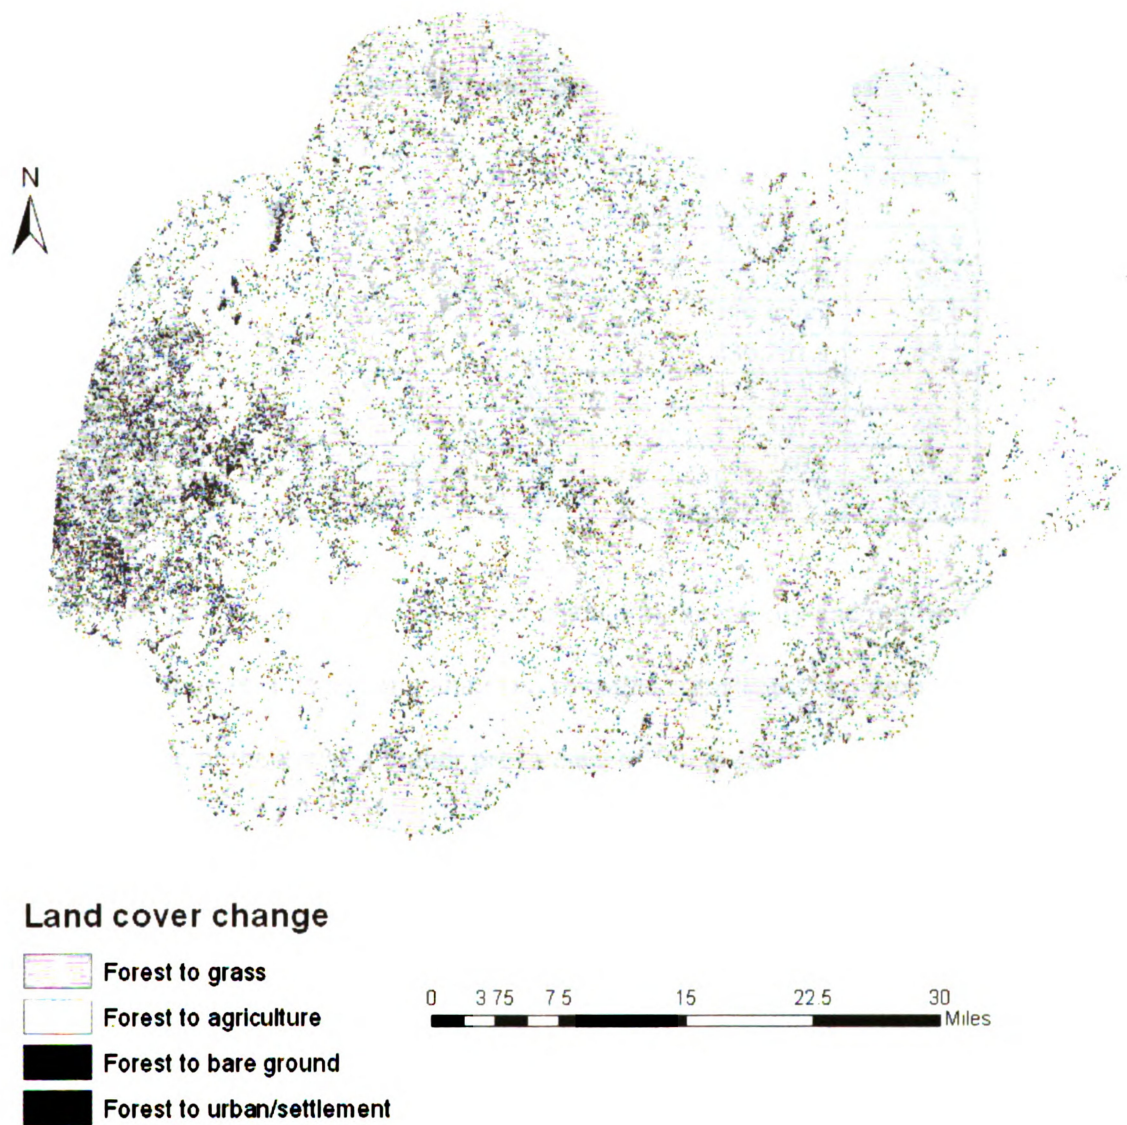 N
Land cover change
Forest to grass
Forest to agriculture
Forest to bare ground
Forest to urban/settlement
0 3 75 7 5 15 22.5 30
Miles